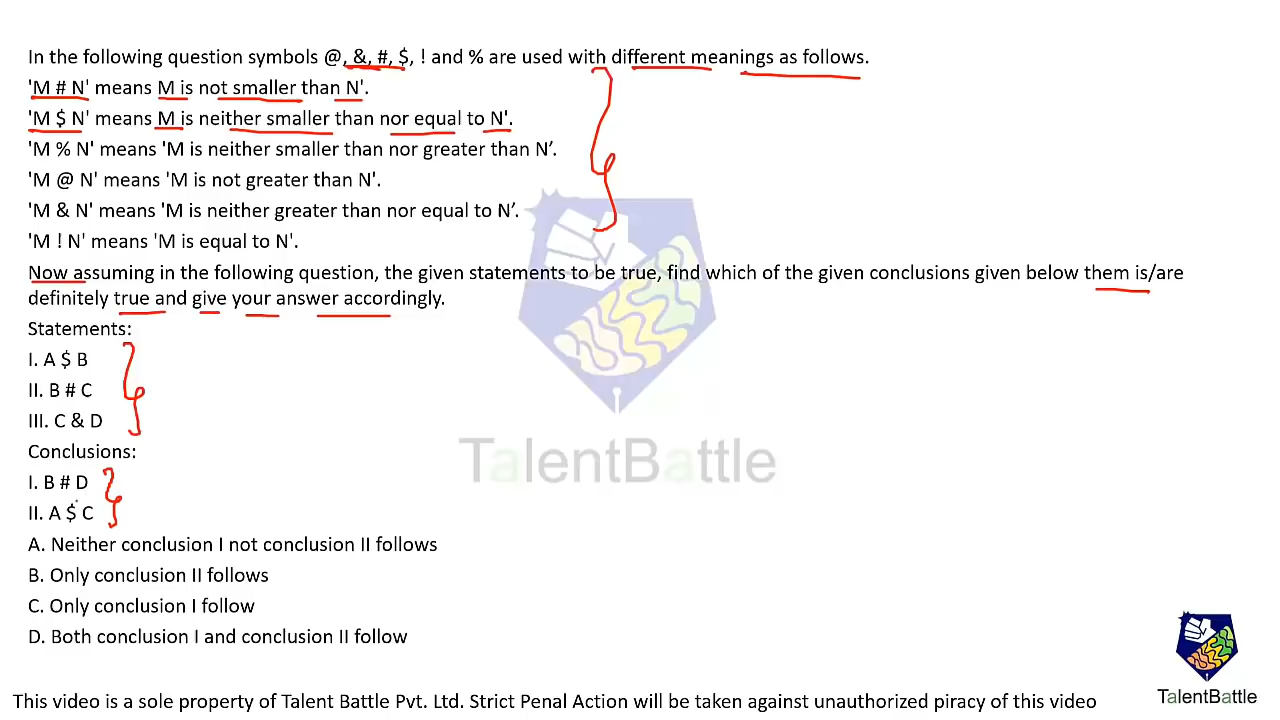 In the following question symbols @, &, #, $, ! and % are used with different meanings as follows.
'M # N' means M is not smaller than N'.
'M $ N' means 'M is neither smaller than nor equal to N'.
'M % N' means 'M is neither smaller than nor greater than N’.
'M @ N' means 'M is not greater than N'.
'M & N' means 'M is neither greater than nor equal to N’.
'M ! N' means 'M is equal to N'.
Now assuming in the following question, the given statements to be true, find which of the given conclusions given below them is/are
definitely true and give your answer accordingly.
Statements:
I. A $ B
II. B # C
III. C & D
Conclusions:
I. B # D
II. A $ C
A. Neither conclusion I not conclusion II follows
B. Only conclusion II follows
C. Only conclusion I follow
D. Both conclusion I and conclusion II follow
TalentBattle
TalentBattle
This video is a sole property of Talent Battle Pvt. Ltd. Strict Penal Action will be taken against unauthorized piracy of this video